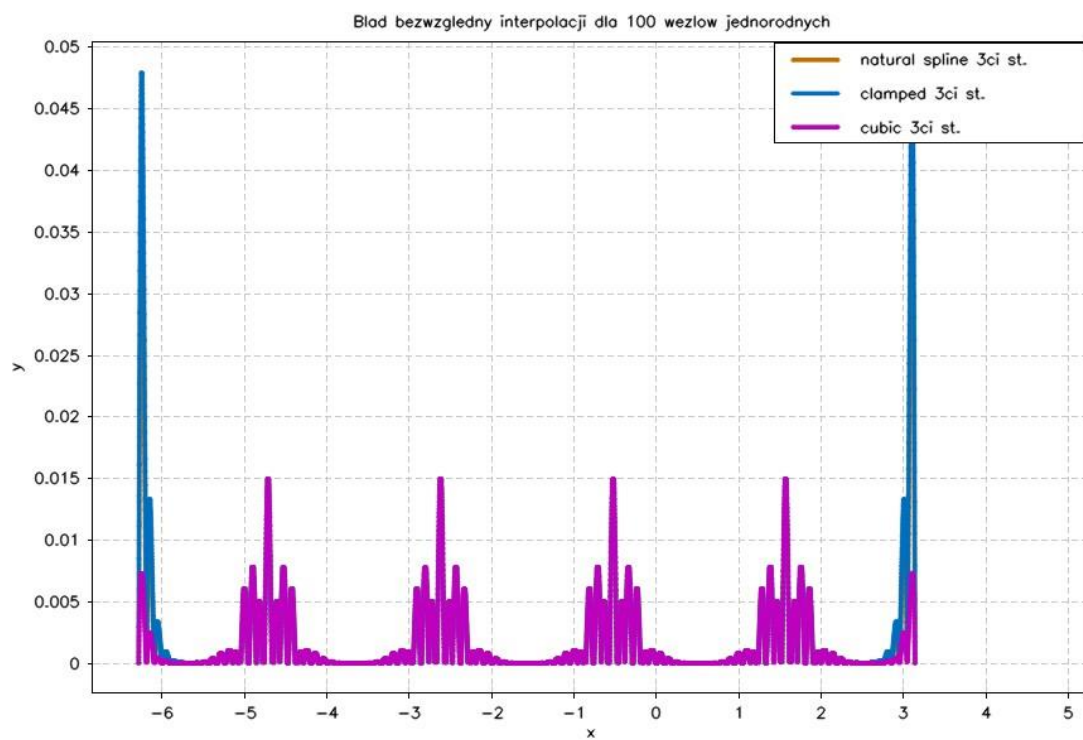 Blad bezwzgledny interpolacji dla 100 wezlow jednorodnych
natural spline 3ci st.
clamped 3ci st.
cubic 3ci st.
0.05
0.045
0.04
0.035
0.03
0.025
0.02
0.015
0.01
0.005
0
y
-6 -5 -4 -3 -2 -1 0 1 2 3 4 5
x